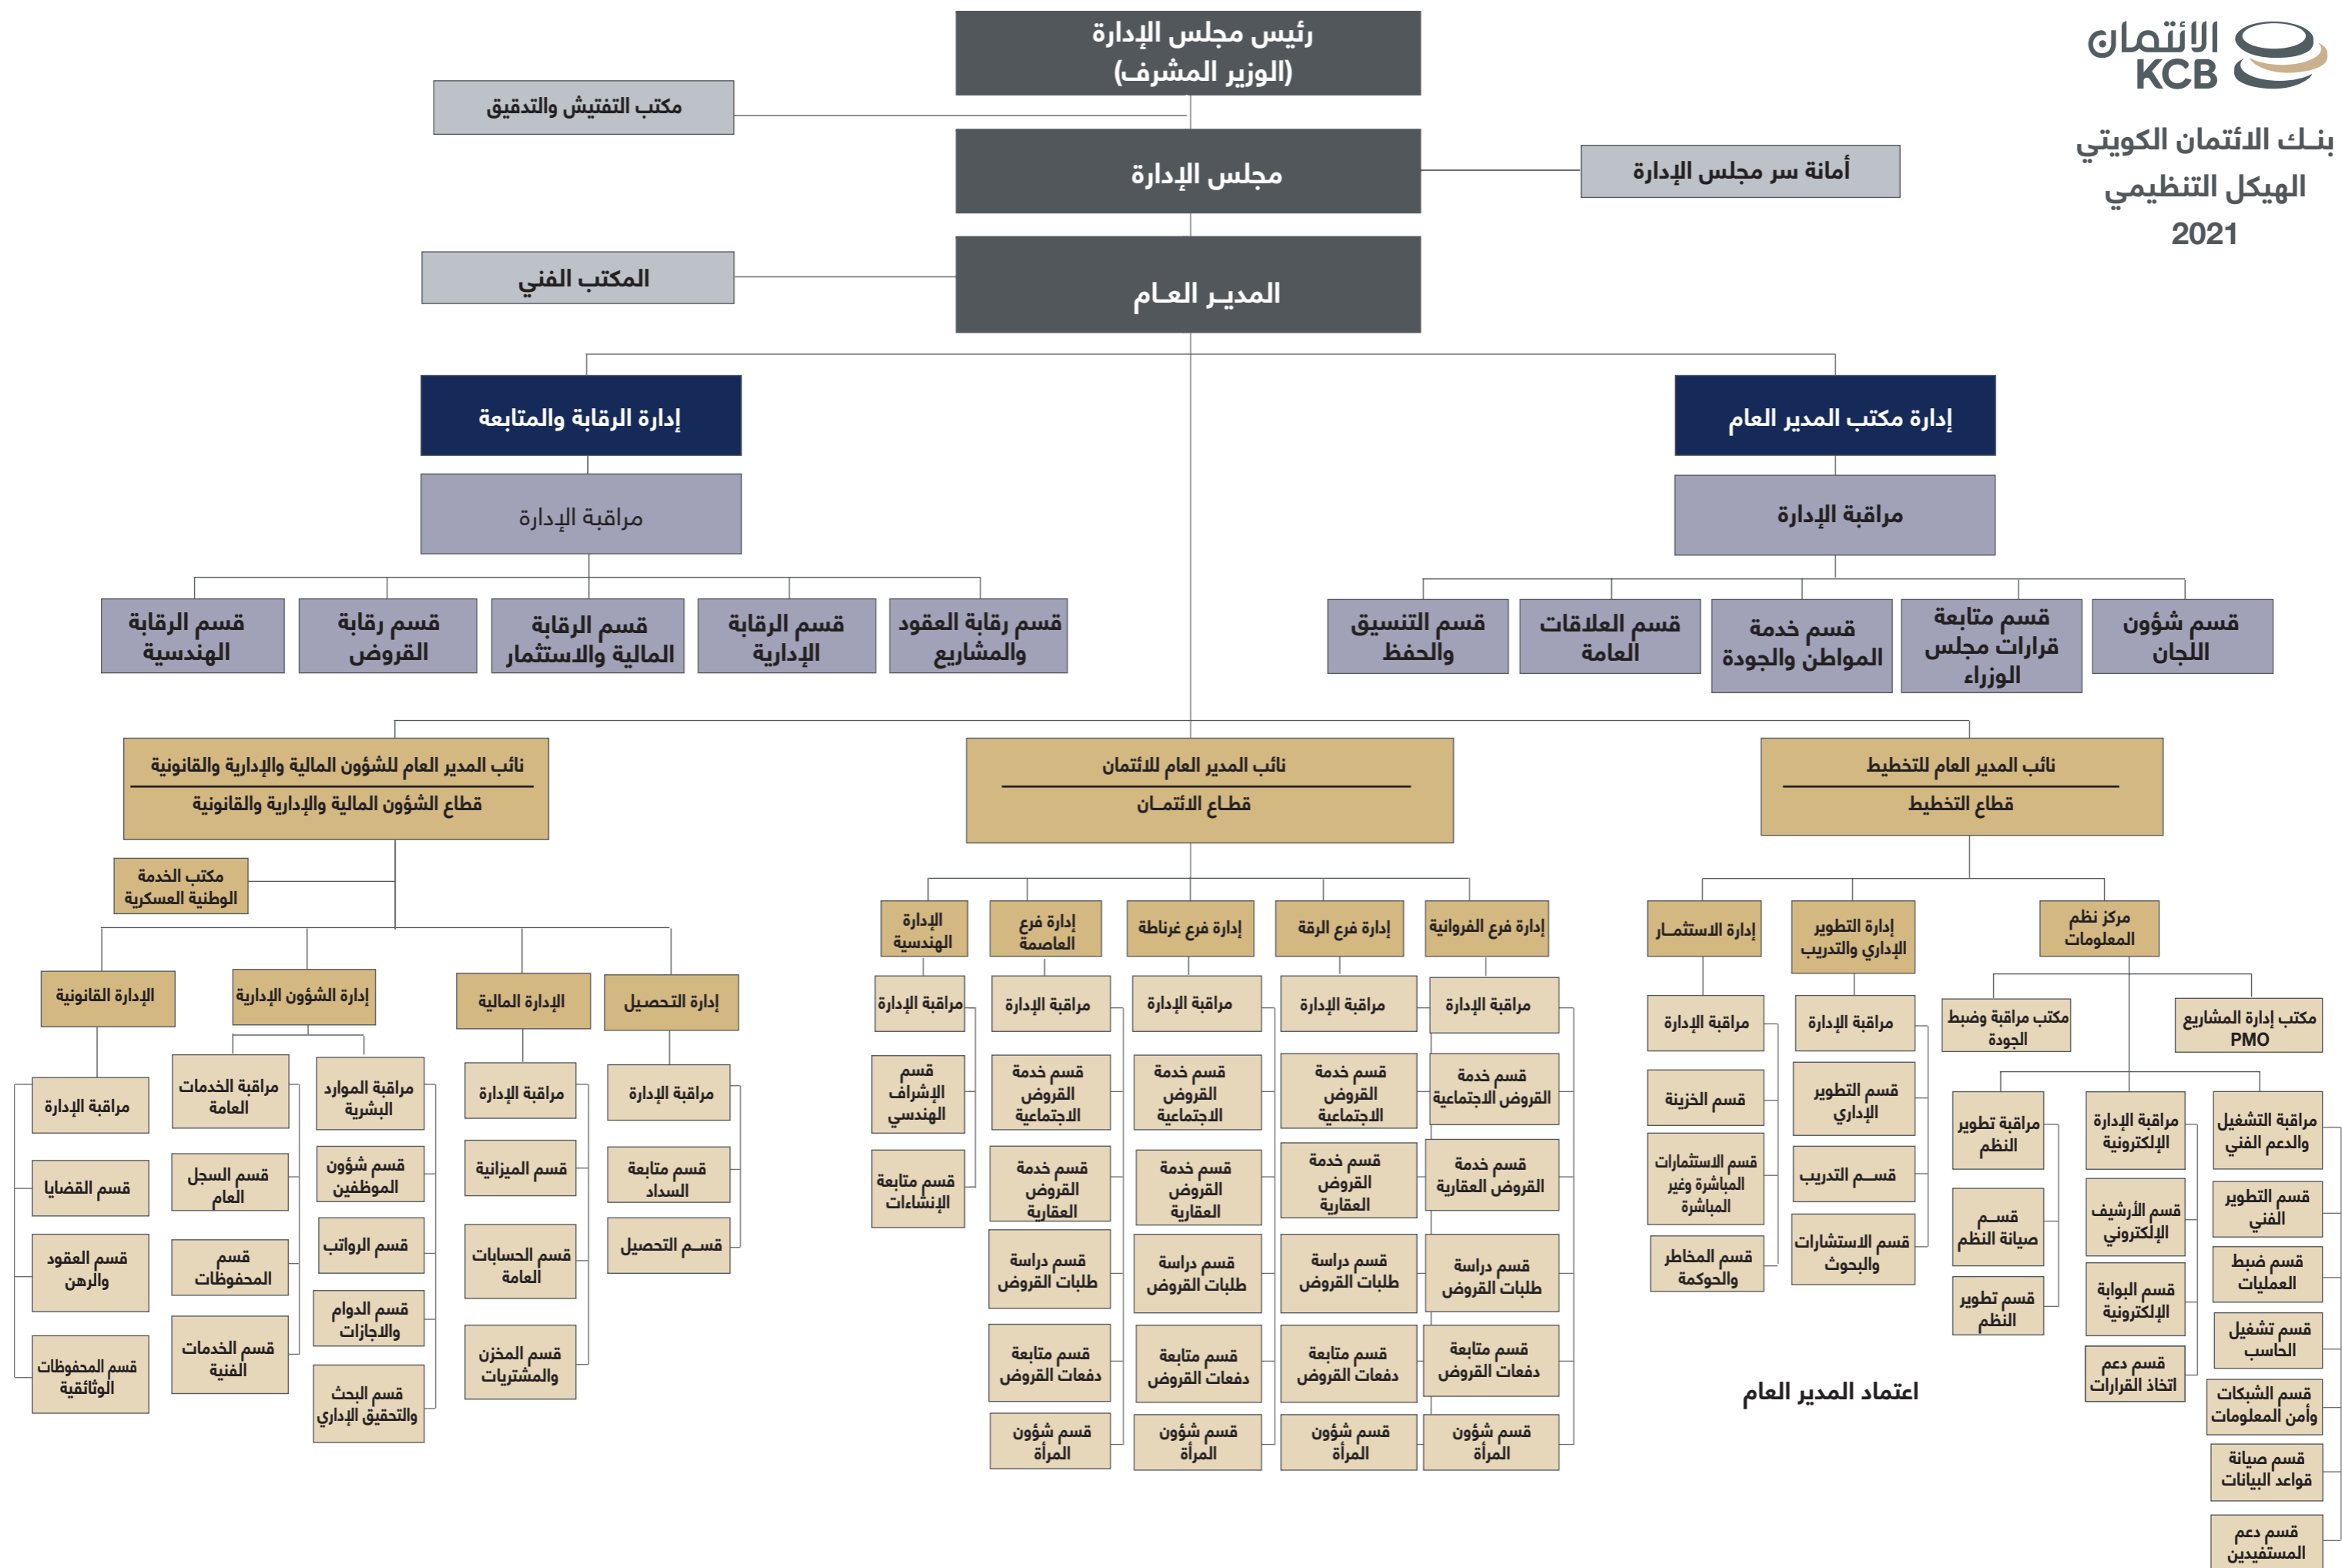 الائتمان
KCB
بنـك الائتمان الكويتي
الهيكل التنظيمي
2021
رئيس مجلس الإدارة
(الوزير المشرف)
مكتب التفتيش والتدقيق
مجلس الإدارة
أمانة سر مجلس الإدارة
المكتب الفني
المديـر العـام
إدارة مكتب المدير العام
مراقبة الإدارة
قسم شؤون
اللجان
قسم متابعة
قرارات مجلس
الوزراء
قسم خدمة
المواطن والجودة
قسم العلاقات
العامة
قسم التنسيق
والحفظ
إدارة الرقابة والمتابعة
مراقبة الإدارة
قسم رقابة العقود
والمشاريع
قسم الرقابة
الإدارية
قسم الرقابة
المالية والاستثمار
قسم رقابة
القروض
قسم الرقابة
الهندسية
نائب المدير العام للتخطيط
قطاع التخطيط
مركز نظم
المعلومات
مكتب إدارة المشاريع
PMO
مكتب مراقبة وضبط
الجودة
مراقبة التشغيل
والدعم الفني
قسم التطوير
الفني
قسم ضبط
العمليات
قسم تشغيل
الحاسب
قسم الشبكات
وأمن المعلومات
قسم صيانة
قواعد البيانات
قسم دعم
المستفيدين
مراقبة الإدارة
الإلكترونية
قسم الأرشيف
الإلكتروني
قسم البوابة
الإلكترونية
قسم دعم
اتخاذ القرارات
مراقبة تطوير
النظم
قســم
صيانة النظم
قسم تطوير
النظم
إدارة التطوير
الإداري والتدريب
مراقبة الإدارة
قسم التطوير
الإداري
قســم التدريب
قسم الاستشارات
والبحوث
إدارة الاستثمـار
مراقبة الإدارة
قسم الخزينة
قسم الاستثمارات
المباشرة وغير
المباشرة
قسم المخاطر
والحوكمة
اعتماد المدير العام
نائب المدير العام للائتمان
قطـاع الائتمـان
إدارة فرع الفروانية
مراقبة الإدارة
قسم خدمة
القروض الاجتماعية
قسم خدمة
القروض العقارية
قسم دراسة
طلبات القروض
قسم متابعة
دفعات القروض
قسم شؤون
المرأة
إدارة فرع الرقة
مراقبة الإدارة
قسم خدمة
القروض
الاجتماعية
قسم خدمة
القروض
العقارية
قسم دراسة
طلبات القروض
قسم متابعة
دفعات القروض
قسم شؤون
المرأة
إدارة فرع غرناطة
مراقبة الإدارة
قسم خدمة
القروض
الاجتماعية
قسم خدمة
القروض
العقارية
قسم دراسة
طلبات القروض
قسم متابعة
دفعات القروض
قسم شؤون
المرأة
إدارة فرع
العاصمة
مراقبة الإدارة
قسم خدمة
القروض
الاجتماعية
قسم خدمة
القروض
العقارية
قسم دراسة
طلبات القروض
قسم متابعة
دفعات القروض
قسم شؤون
المرأة
الإدارة
الهندسية
مراقبة الإدارة
قسم
الإشراف
الهندسي
قسم متابعة
الإنشاءات
نائب المدير العام للشؤون المالية والإدارية والقانونية
قطاع الشؤون المالية والإدارية والقانونية
مكتب الخدمة
الوطنية العسكرية
إدارة التحصيل
مراقبة الإدارة
قسم متابعة
السداد
قســم التحصيل
الإدارة المالية
مراقبة الإدارة
قسم الميزانية
قسم الحسابات
العامة
قسم المخزن
والمشتريات
إدارة الشؤون الإدارية
مراقبة الموارد
البشرية
قسم شؤون
الموظفين
قسم الرواتب
قسم الدوام
والاجازات
قسم البحث
والتحقيق الإداري
مراقبة الخدمات
العامة
قسم السجل
العام
قسم
المحفوظات
قسم الخدمات
الفنية
الإدارة القانونية
مراقبة الإدارة
قسم القضايا
قسم العقود
والرهن
قسم المحفوظات
الوثائقية